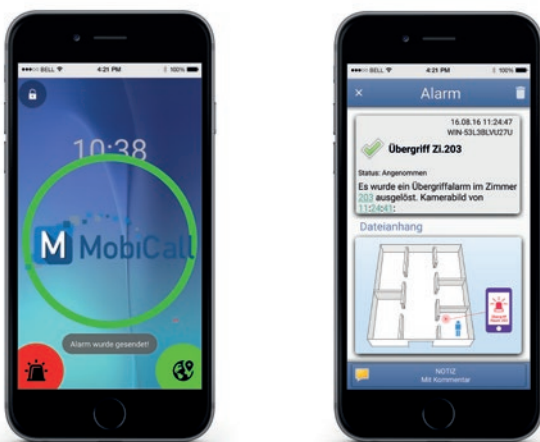 BELL 4:21 PM 100%
10:38
M MobiCall
Alarm wurde gesendet!
BELL 4:21 PM 100%
× Alarm
16.08.16 11:24:47
WIN-53L3BLVU27U
Übergriff Zi.203
Status: Angenommen
Es wurde ein Übergriffalarm im Zimmer
203 ausgelöst. Kamerabild von
11:24:41:
Dateianhang
NOTIZ
Mit Kommentar